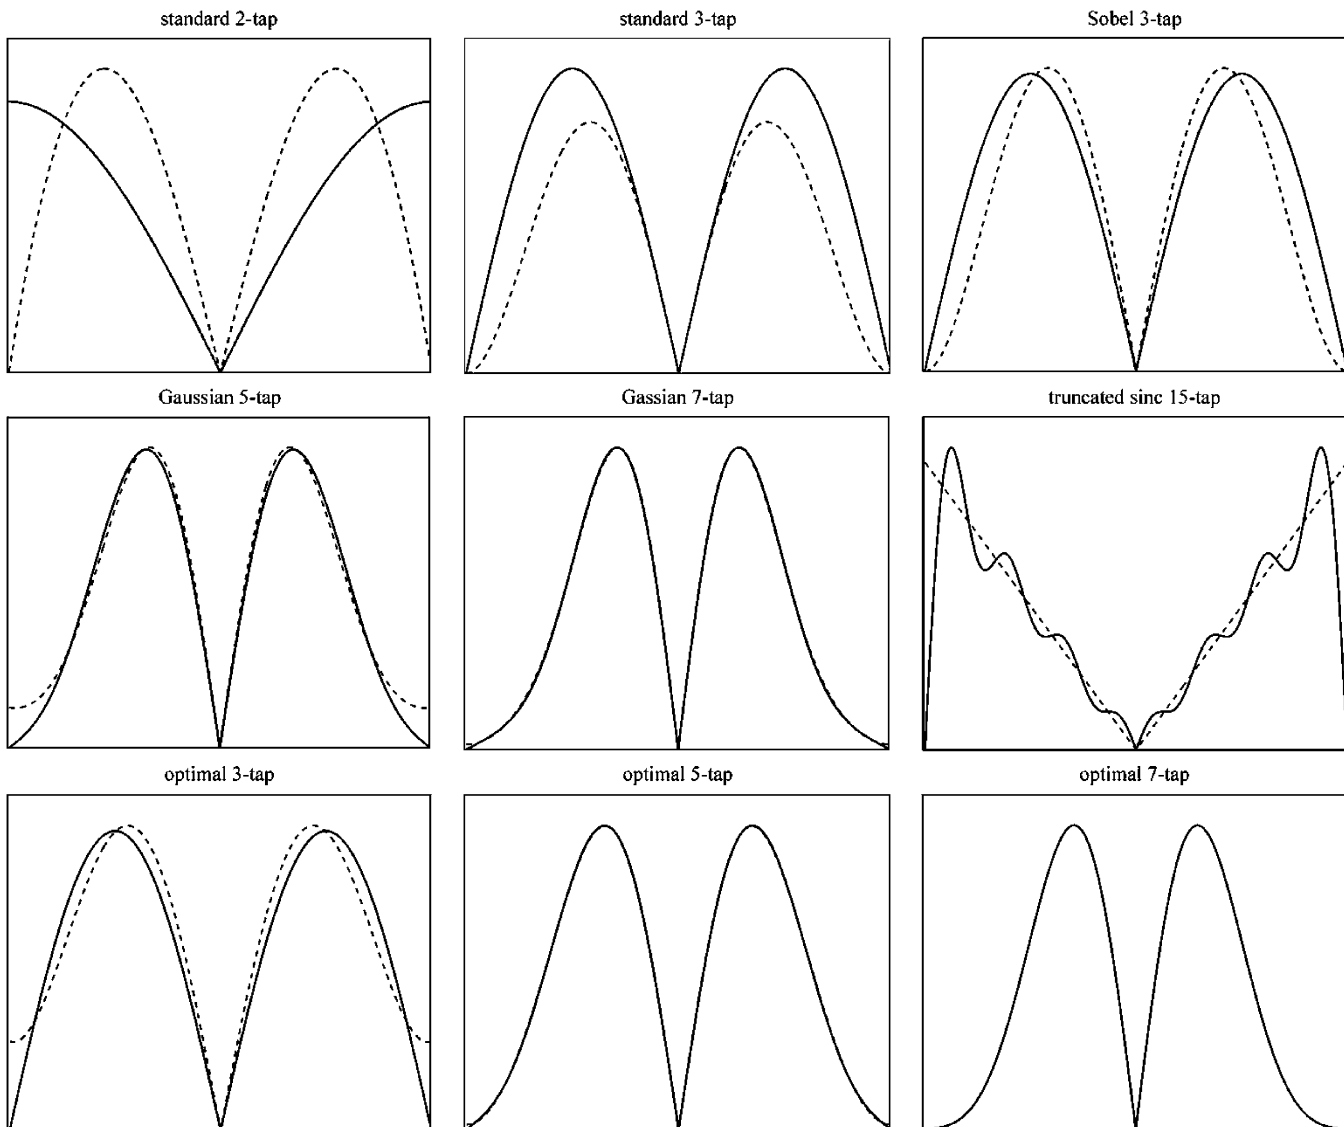 standard 2-tap
standard 3-tap
Sobel 3-tap
Gaussian 5-tap
Gassian 7-tap
truncated sinc 15-tap
optimal 3-tap
optimal 5-tap
optimal 7-tap